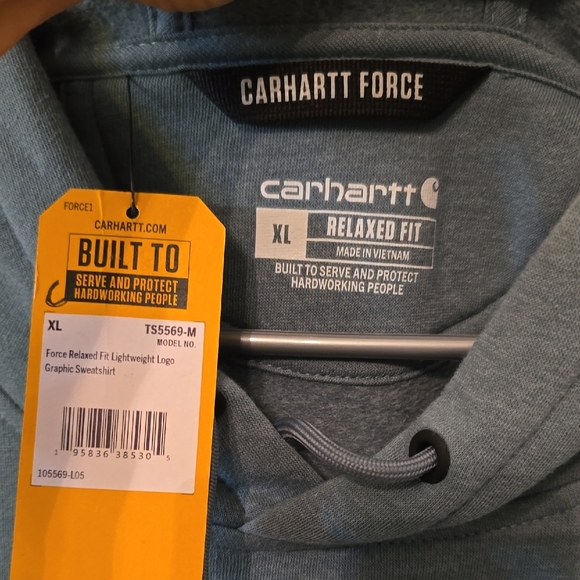 CARHARTT FORCE
carhartt
XL
RELAXED FIT
MADE IN VIETNAM
BUILT TO SERVE AND PROTECT
HARDWORKING PEOPLE
FORCE1
CARHARTT.COM
BUILT TO
SERVE AND PROTECT
HARDWORKING PEOPLE
XL TS5569-M
MODEL NO.
Force Relaxed Fit Lightweight Logo
Graphic Sweatshirt
1 95836 38530 5
105569-L05